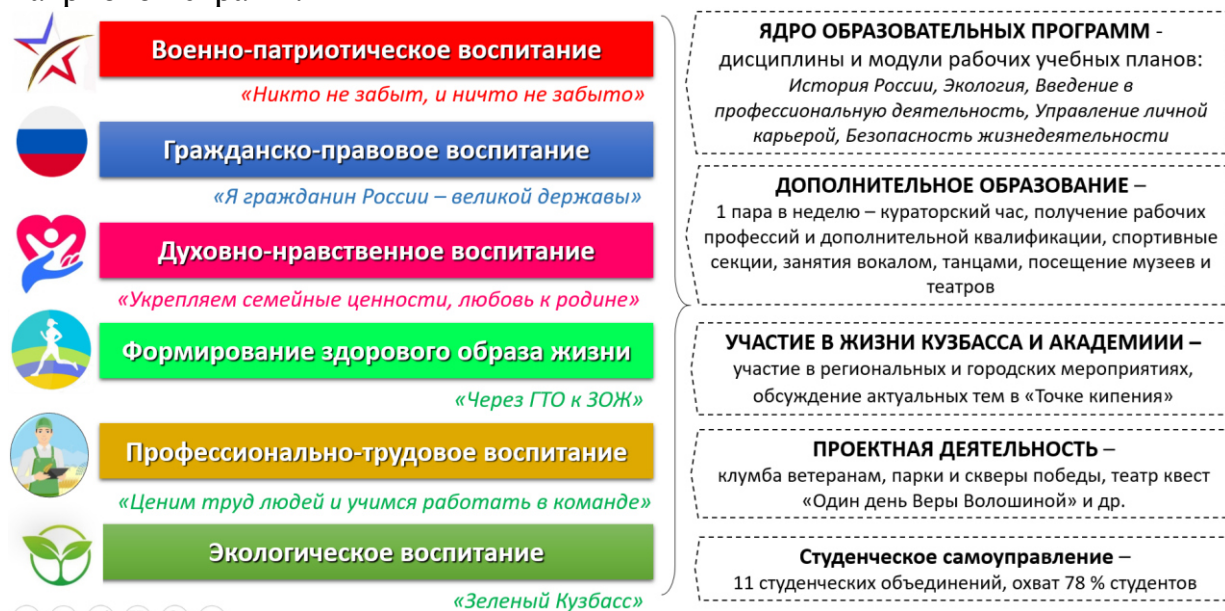 Военно-патриотическое воспитание
«Никто не забыт, и ничто не забыто»
Гражданско-правовое воспитание
«Я гражданин России – великой державы»
Духовно-нравственное воспитание
«Укрепляем семейные ценности, любовь к родине»
Формирование здорового образа жизни
«Через ГТО к ЗОЖ»
Профессионально-трудовое воспитание
«Ценим труд людей и учимся работать в команде»
Экологическое воспитание
«Зеленый Кузбасс»
ЯДРО ОБРАЗОВАТЕЛЬНЫХ ПРОГРАММ -
дисциплины и модули рабочих учебных планов:
История России, Экология, Введение в
профессиональную деятельность, Управление личной
карьерой, Безопасность жизнедеятельности
ДОПОЛНИТЕЛЬНОЕ ОБРАЗОВАНИЕ –
1 пара в неделю – кураторский час, получение рабочих
профессий и дополнительной квалификации, спортивные
секции, занятия вокалом, танцами, посещение музеев и
театров
УЧАСТИЕ В ЖИЗНИ КУЗБАССА И АКАДЕМИИИ –
участие в региональных и городских мероприятиях,
обсуждение актуальных тем в «Точке кипения»
ПРОЕКТНАЯ ДЕЯТЕЛЬНОСТЬ –
клумба ветеранам, парки и скверы победы, театр квест
«Один день Веры Волошиной» и др.
Студенческое самоуправление –
11 студенческих объединений, охват 78 % студентов